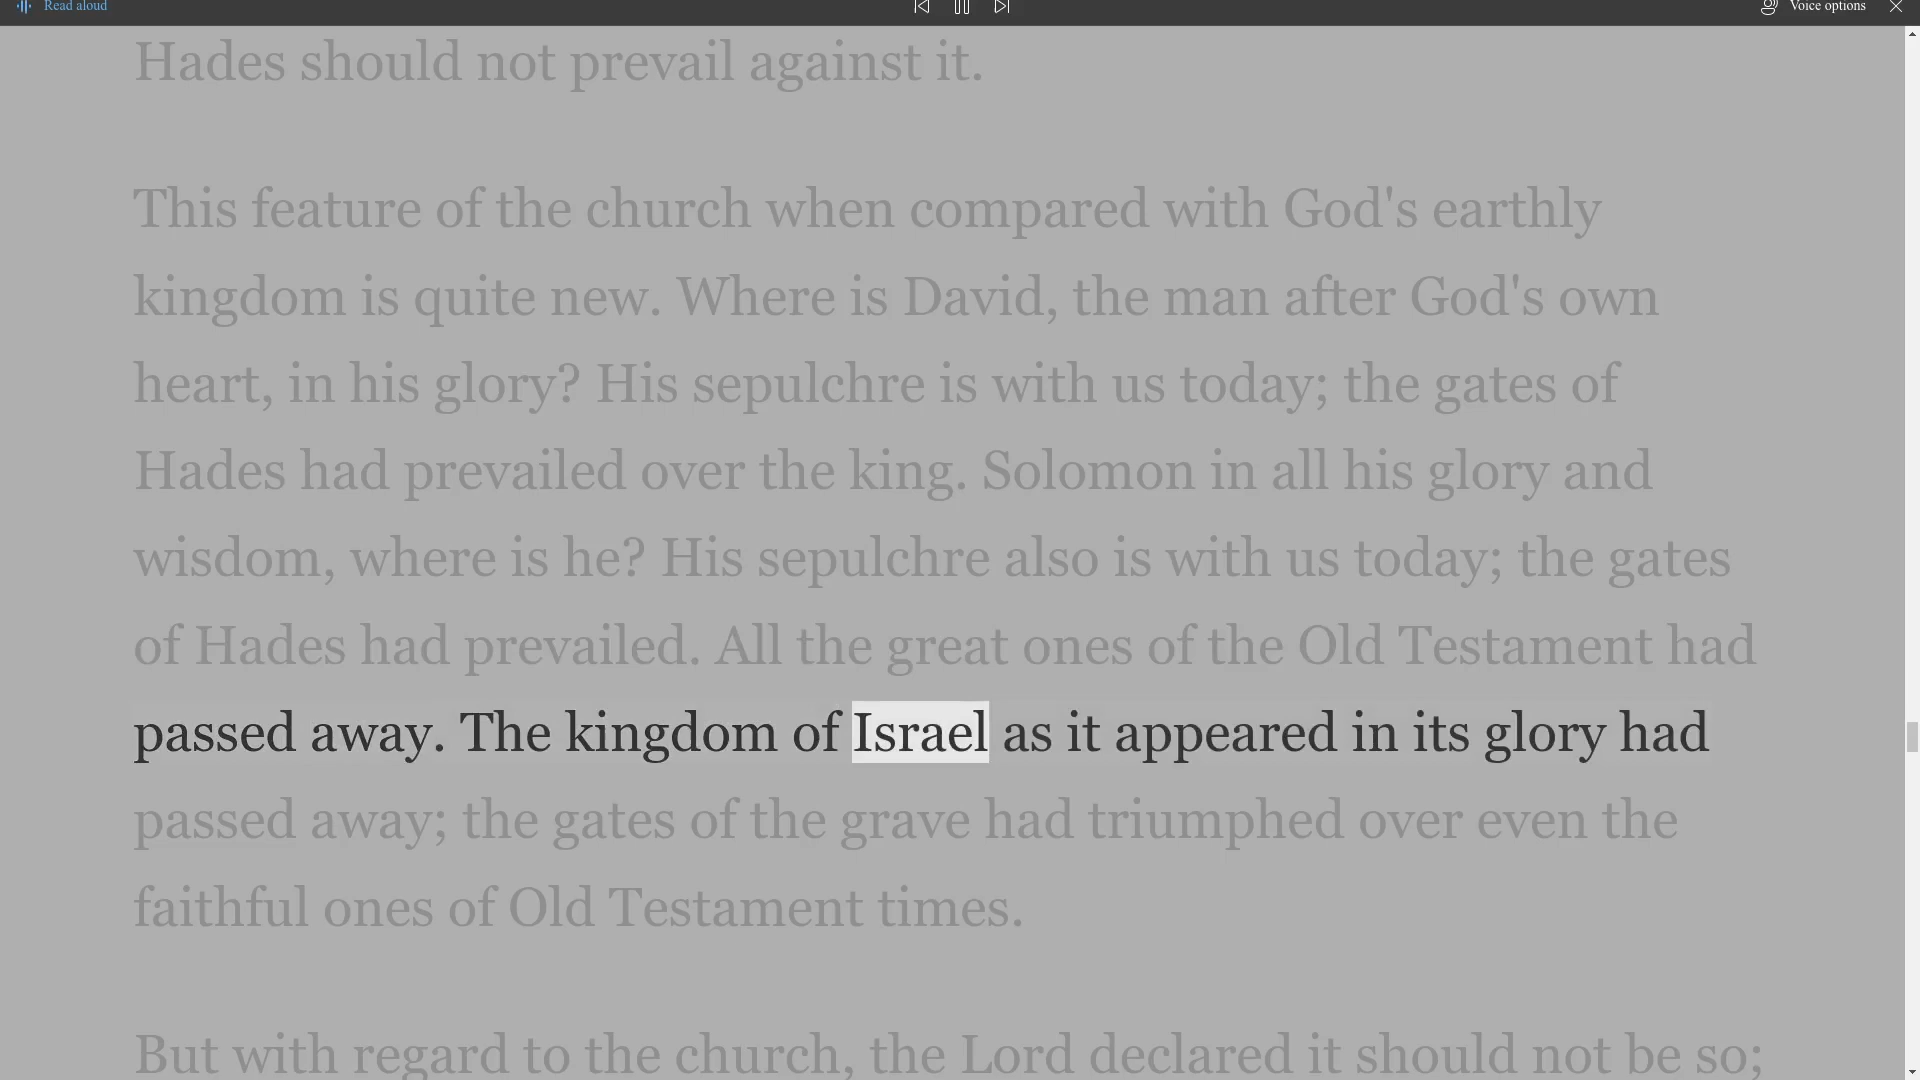 Read aloud
Voice options
Hades should not prevail against it.
This feature of the church when compared with God's earthly
kingdom is quite new. Where is David, the man after God's own
heart, in his glory? His sepulchre is with us today; the gates of
Hades had prevailed over the king. Solomon in all his glory and
wisdom, where is he? His sepulchre also is with us today; the gates
of Hades had prevailed. All the great ones of the Old Testament had
passed away. The kingdom of Israel as it appeared in its glory had
passed away; the gates of the grave had triumphed over even the
faithful ones of Old Testament times.
But with regard to the church, the Lord declared it should not be so;